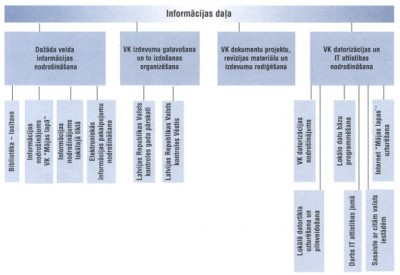 Informācijas daļa
Dažāda veida
informācijas
nodrošināšana
VK izdevumu gatavošana
un to izdošanas
organizēšana
VK dokumentu projektu,
revīzijas materiālu un
izdevumu rediģēšana
VK datorizācijas un
IT attīstības
nodrošināšana
Bibliotēka – lasītava
Informācijas
nodrošinājums
VK "Mājas lapā"
Informācijas
nodrošinājums
lokālajā tīklā
Elektroniskās
informācijas pakalpojumu
nodrošināšana
Latvijas Republikas Valsts
kontroles gada pārskati
Latvijas Republikas Valsts
kontroles Vēstis
VK datorizācijas
nodrošinājums
Lokālo datu bāzu
programmēšana
Internet "Mājas lapas"
uzturēšana
Lokālā datortīkla
uzturēšana un
pilnveidošana
Darbs IT attīstības jomā
Sasaiste ar citām valsts
iestādēm